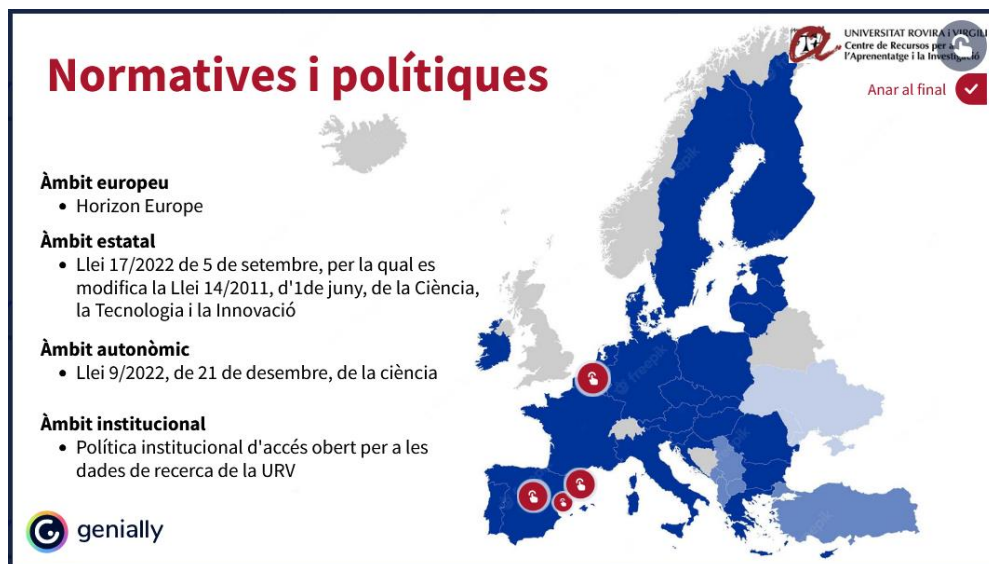 Normatives i polítiques
UNIVERSITAT ROVIRA i VIRGILI
Centre de Recursos per a
l'Aprenentatge i la Investigació
Anar al final
Àmbit europeu
• Horizon Europe
Àmbit estatal
• Llei 17/2022 de 5 de setembre, per la qual es
modifica la Llei 14/2011, d'1de juny, de la Ciència,
la Tecnologia i la Innovació
Àmbit autonòmic
• Llei 9/2022, de 21 de desembre, de la ciència
Àmbit institucional
• Política institucional d'accés obert per a les
dades de recerca de la URV
genially
freepik